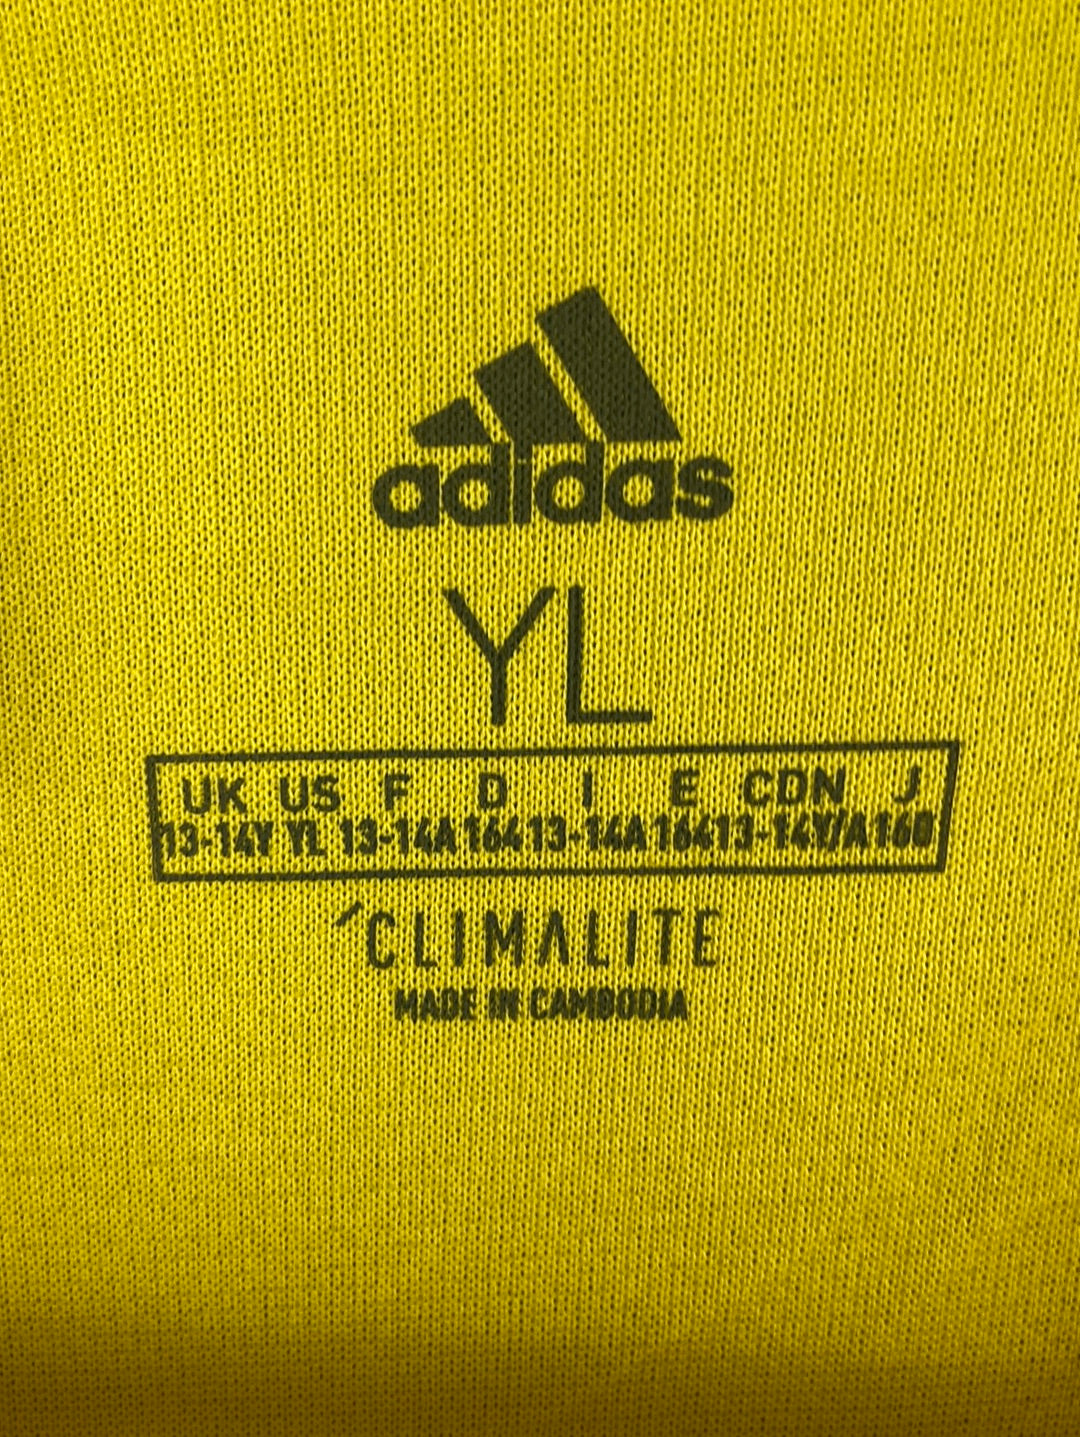 adidas
YL
UK US F D I E CDN J
13-14Y YL 13-14A 164 13-14A 164 13-14Y/A 160
CLIMALITE
MADE IN CAMBODIA